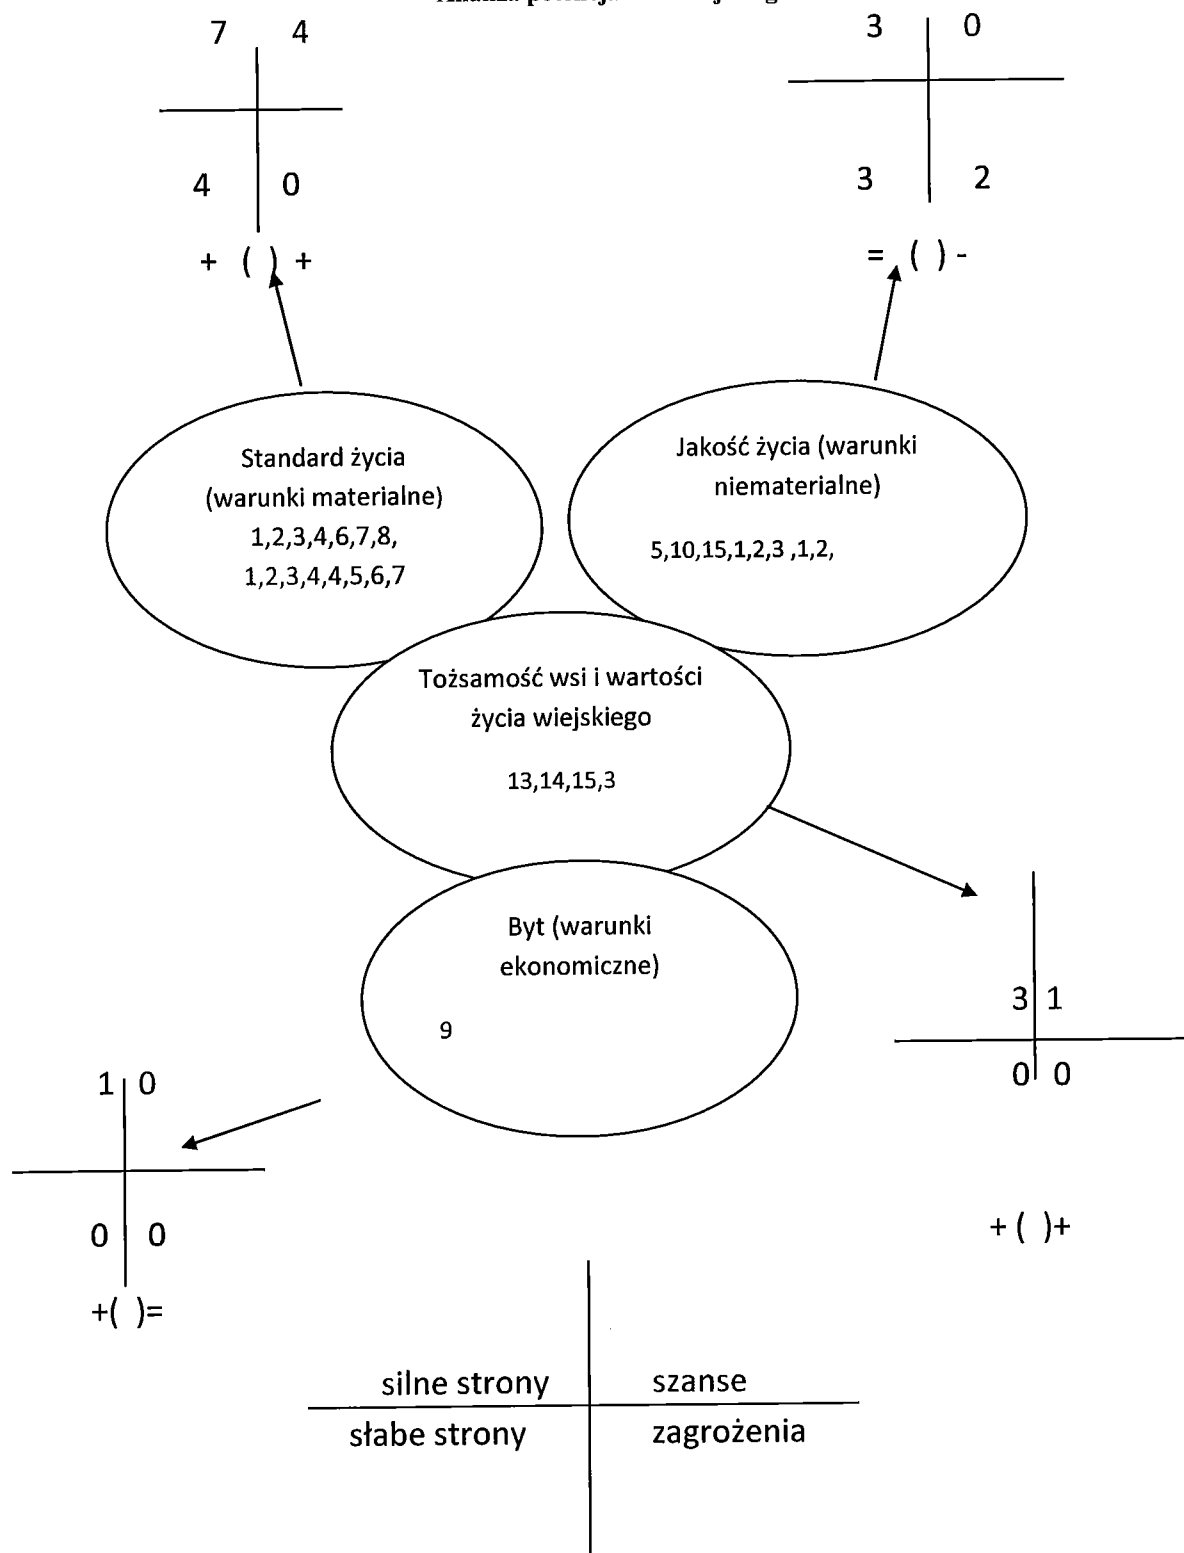 7 4
3 0
4 0
3 2
+ ( ) +
= ( ) -
Standard życia
(warunki materialne)
1,2,3,4,6,7,8,
1,2,3,4,4,5,6,7
Jakość życia (warunki
niematerialne)
5,10,15,1,2,3 ,1,2,
Tożsamość wsi i wartości
życia wiejskiego
13,14,15,3
Byt (warunki
ekonomiczne)
9
3 1
0 0
+ ( )+
1 0
0 0
+( )=
silne strony szanse
słabe strony zagrożenia